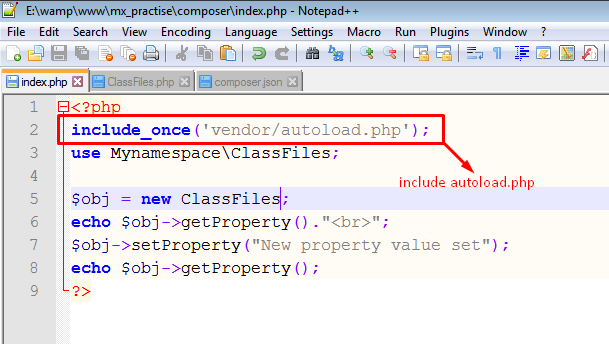 E:\wamp\www\mx_practise\composer\index.php - Notepad++
File Edit Search View Encoding Language Settings Macro Run Plugins Window ?
index.php ClassFiles.php composer.json
1 <?php
2 include_once('vendor/autoload.php');
3 use Mynamespace\ClassFiles;
include autoload.php
4
5 $obj = new ClassFiles;
6 echo $obj->getProperty()."<br>";
7 $obj->setProperty("New property value set");
8 echo $obj->getProperty();
9 ?>